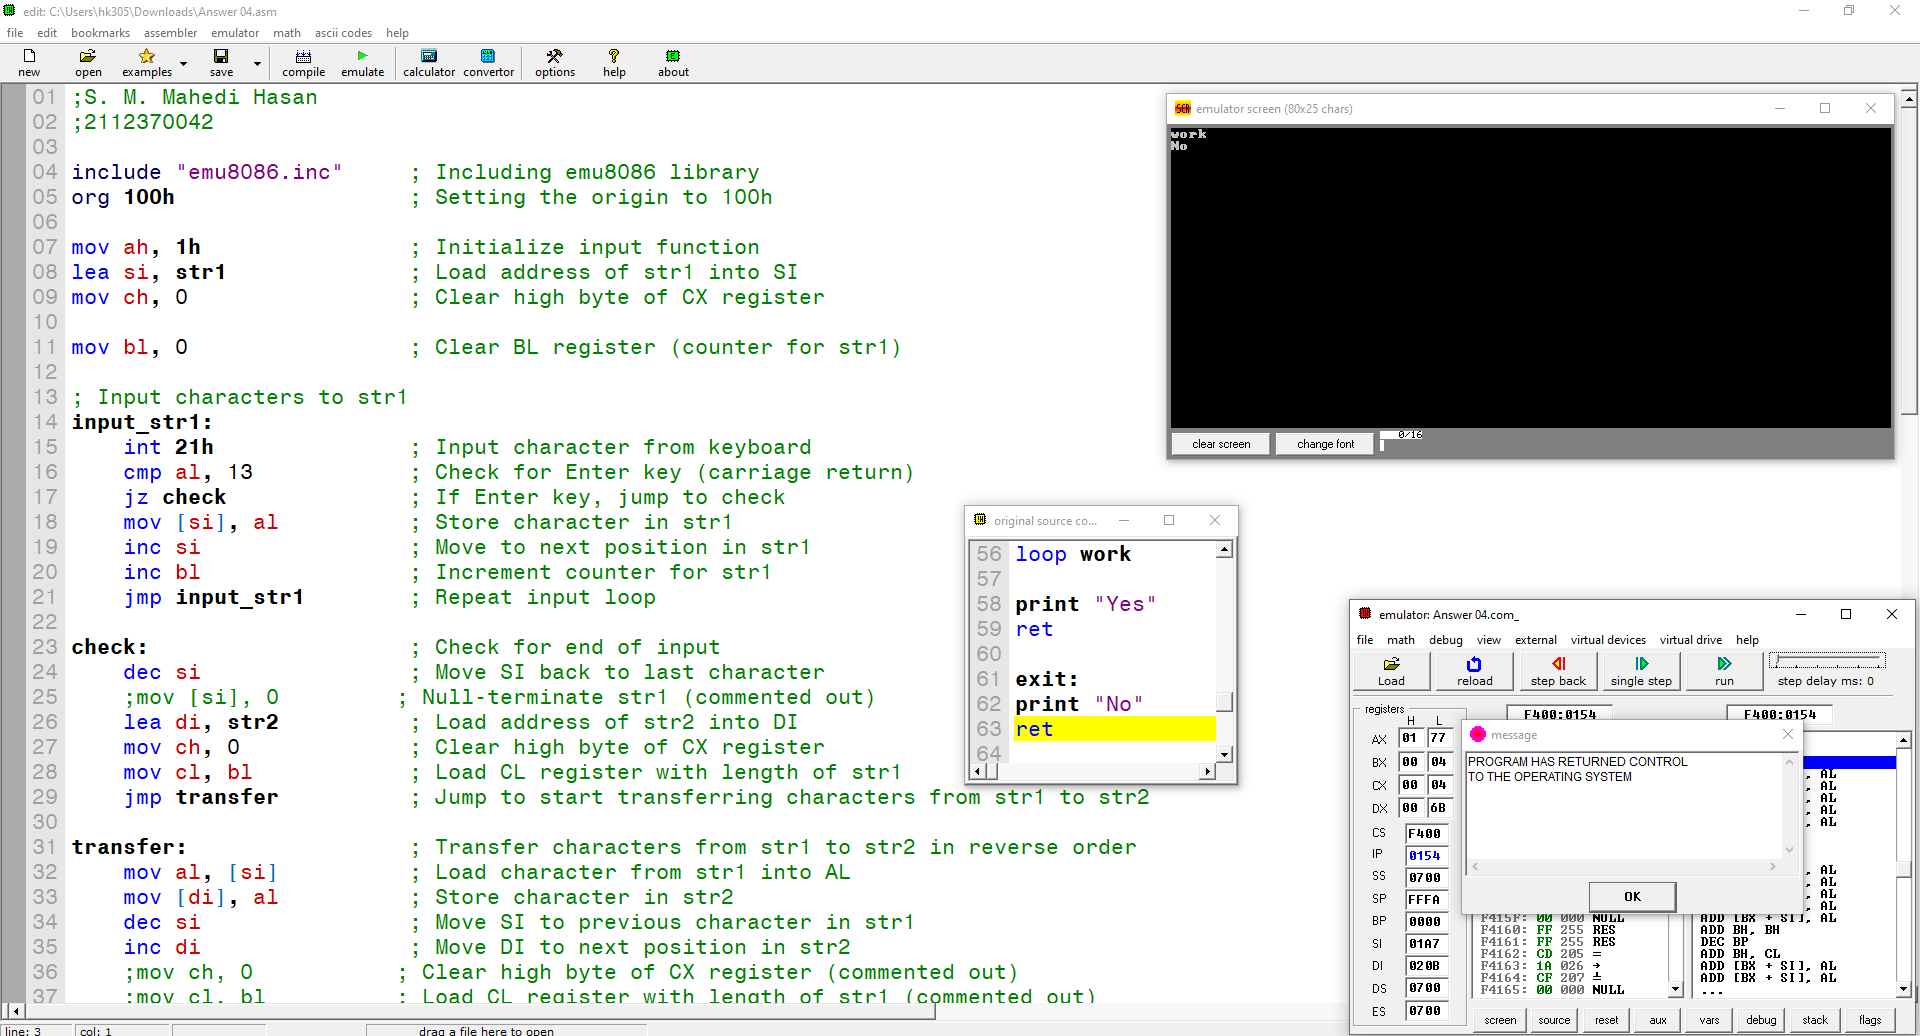 edit: C:\Users\hk305\Downloads\Answer 04.asm
file edit bookmarks assembler emulator math ascii codes help
new open examples save compile emulate calculator convertor options help about
01 ;S. M. Mahedi Hasan
02 ;2112370042
03
04 include "emu8086.inc" ; Including emu8086 library
05 org 100h ; Setting the origin to 100h
06
07 mov ah, 1h ; Initialize input function
08 lea si, str1 ; Load address of str1 into SI
09 mov ch, 0 ; Clear high byte of CX register
10
11 mov bl, 0 ; Clear BL register (counter for str1)
12
13 ; Input characters to str1
14 input_str1:
15 int 21h ; Input character from keyboard
16 cmp al, 13 ; Check for Enter key (carriage return)
17 jz check ; If Enter key, jump to check
18 mov [si], al ; Store character in str1
19 inc si ; Move to next position in str1
20 inc bl ; Increment counter for str1
21 jmp input_str1 ; Repeat input loop
22
23 check: ; Check for end of input
24 dec si ; Move SI back to last character
25 ;mov [si], 0 ; Null-terminate str1 (commented out)
26 lea di, str2 ; Load address of str2 into DI
27 mov ch, 0 ; Clear high byte of CX register
28 mov cl, bl ; Load CL register with length of str1
29 jmp transfer ; Jump to start transferring characters from str1 to str2
30
31 transfer: ; Transfer characters from str1 to str2 in reverse order
32 mov al, [si] ; Load character from str1 into AL
33 mov [di], al ; Store character in str2
34 dec si ; Move SI to previous character in str1
35 inc di ; Move DI to next position in str2
36 ;mov ch, 0 ; Clear high byte of CX register (commented out)
37 ;mov cl, bl ; Load CL register with length of str1 (commented out)
line: 3 col: 1 drag a file here to open
SCR emulator screen (80x25 chars)
work
No
clear screen change font 0/16
original source co...
56 loop work
57
58 print "Yes"
59 ret
60
61 exit:
62 print "No"
63 ret
64
emulator: Answer 04.com_
file math debug view external virtual devices virtual drive help
Load reload step back single step run step delay ms: 0
registers F400:0154 F400:0154
H L
AX 01 77
BX 00 04
CX 00 04
DX 00 6B
CS F400
IP 0154
SS 0700
SP FFFA
BP 0000
SI 01A7
DI 020B
DS 0700
ES 0700
message
PROGRAM HAS RETURNED CONTROL
TO THE OPERATING SYSTEM
OK
, AL
, AL
, AL
, AL
, AL
, AL
, AL
, AL
, AL
F415F: 00 000 NULL ADD [BX + SI], AL
F4160: FF 255 RES ADD BH, BH
F4161: FF 255 RES DEC BP
F4162: CD 205 = ADD BH, CL
F4163: 1A 026 → ADD [BX + SI], AL
F4164: CF 207 ADD [BX + SI], AL
F4165: 00 000 NULL ...
screen source reset aux vars debug stack flags